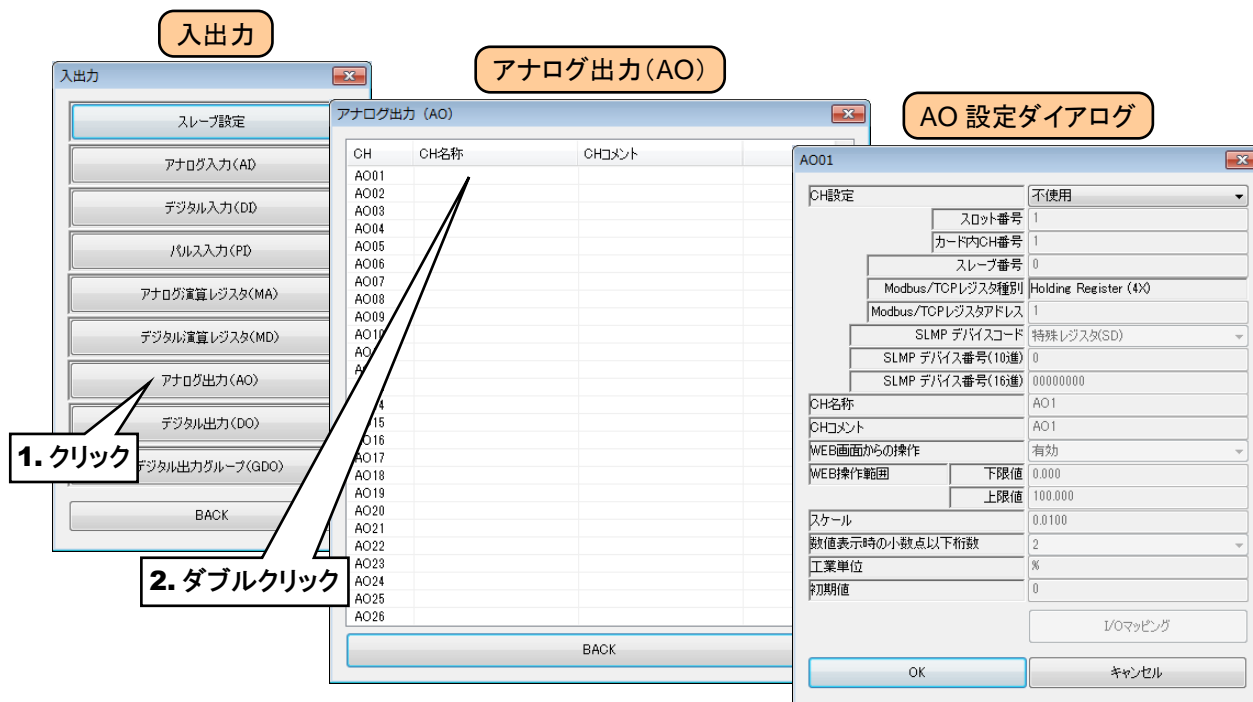 入出力
入出力
スレーブ設定
アナログ入力(AI)
デジタル入力(DI)
パルス入力(PI)
アナログ演算レジスタ(MA)
デジタル演算レジスタ(MD)
アナログ出力(AO)
デジタル出力(DO)
デジタル出力グループ(GDO)
BACK
1. クリック
アナログ出力(AO)
アナログ出力 (AO)
CH CH名称 CHコメント
AO01
AO02
AO03
AO04
AO05
AO06
AO07
AO08
AO09
AO10
AO15
AO16
AO17
AO18
AO19
AO20
AO21
AO22
AO23
AO24
AO25
AO26
BACK
2. ダブルクリック
AO 設定ダイアログ
AO01
CH設定 不使用
スロット番号 1
カード内CH番号 1
スレーブ番号 0
Modbus/TCPレジスタ種別 Holding Register (4X)
Modbus/TCPレジスタアドレス 1
SLMP デバイスコード 特殊レジスタ(SD)
SLMP デバイス番号(10進) 0
SLMP デバイス番号(16進) 00000000
CH名称 AO1
CHコメント AO1
WEB画面からの操作 有効
WEB操作範囲 下限値 0.000
上限値 100.000
スケール 0.0100
数値表示時の小数点以下桁数 2
工業単位 %
初期値 0
I/Oマッピング
OK キャンセル